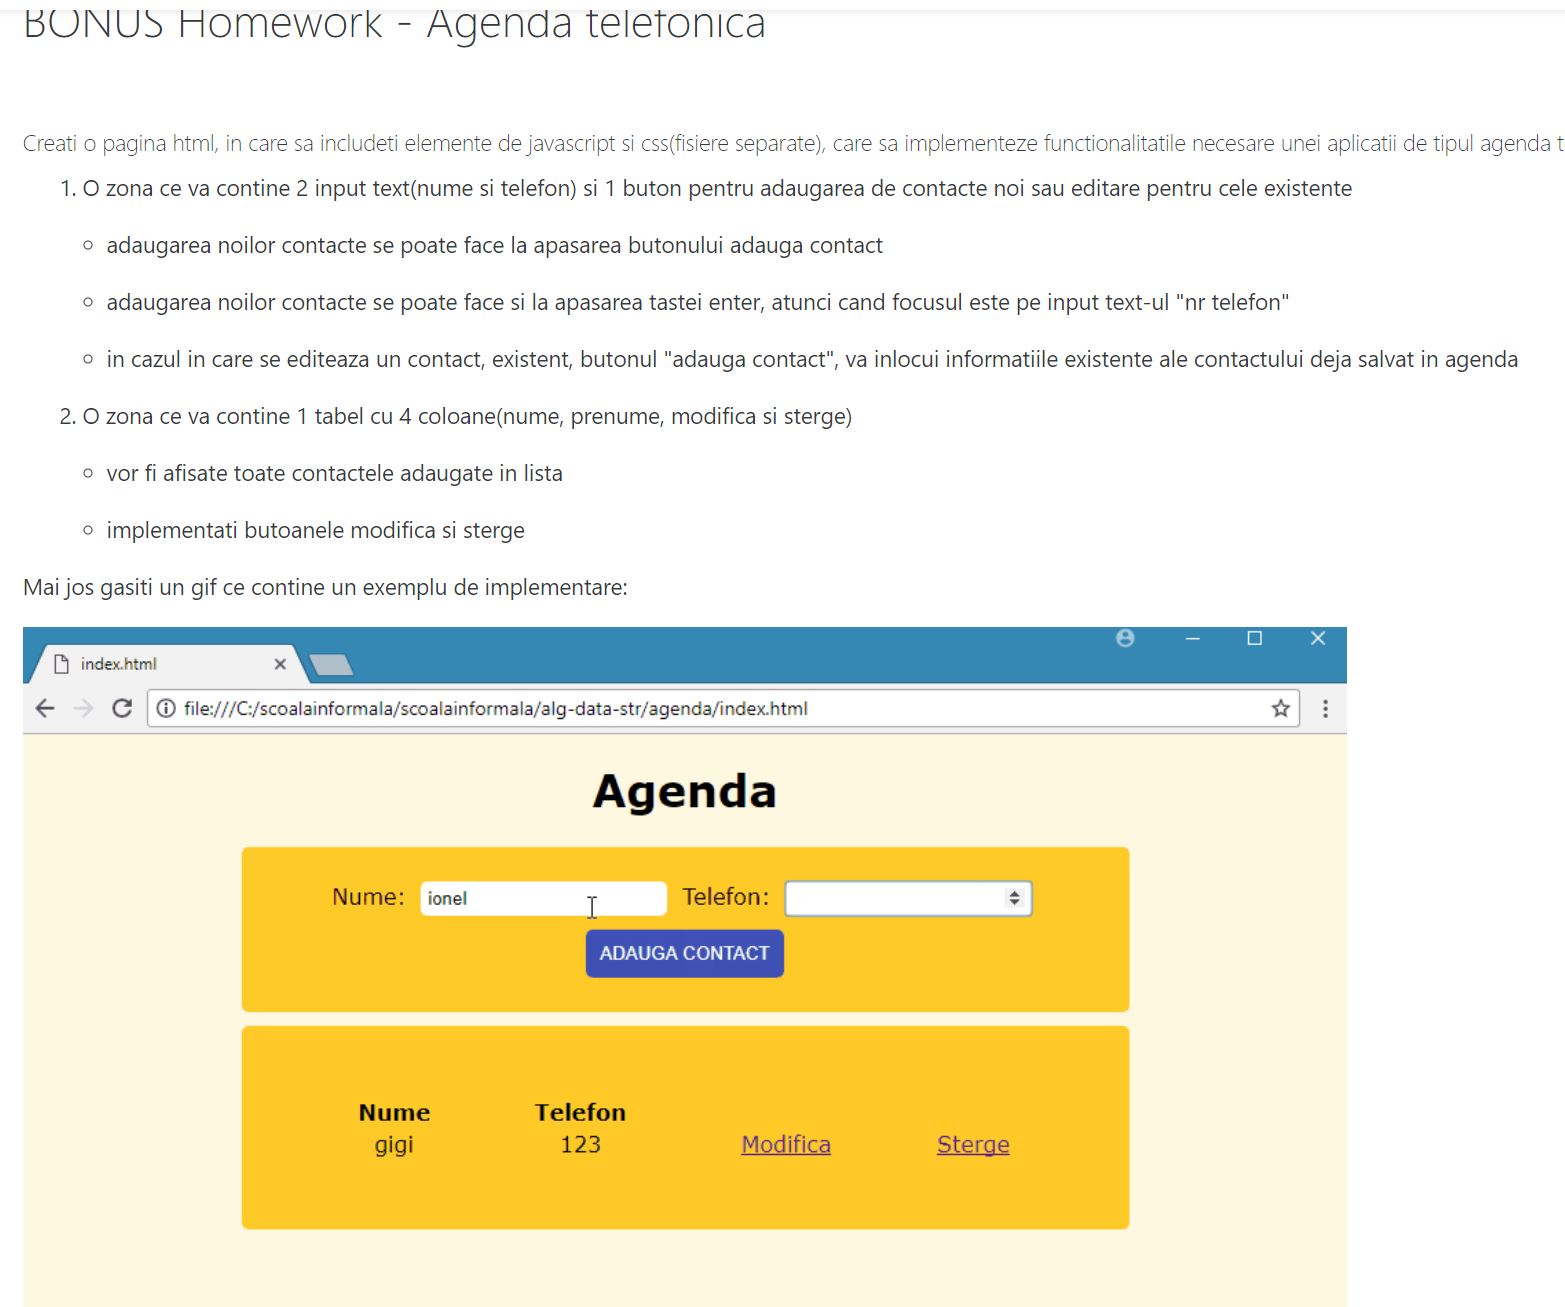 BONUS Homework - Agenda telefonica
Creati o pagina html, in care sa includeti elemente de javascript si css(fisiere separate), care sa implementeze functionalitatile necesare unei aplicatii de tipul agenda t
1. O zona ce va contine 2 input text(nume si telefon) si 1 buton pentru adaugarea de contacte noi sau editare pentru cele existente
adaugarea noilor contacte se poate face la apasarea butonului adauga contact
adaugarea noilor contacte se poate face si la apasarea tastei enter, atunci cand focusul este pe input text-ul "nr telefon"
in cazul in care se editeaza un contact, existent, butonul "adauga contact", va inlocui informatiile existente ale contactului deja salvat in agenda
2. O zona ce va contine 1 tabel cu 4 coloane(nume, prenume, modifica si sterge)
vor fi afisate toate contactele adaugate in lista
implementati butoanele modifica si sterge
Mai jos gasiti un gif ce contine un exemplu de implementare:
index.html
file:///C:/scoalainformala/scoalainformala/alg-data-str/agenda/index.html
Agenda
Nume: ionel Telefon:
ADAUGA CONTACT
Nume Telefon
gigi 123 Modifica Sterge